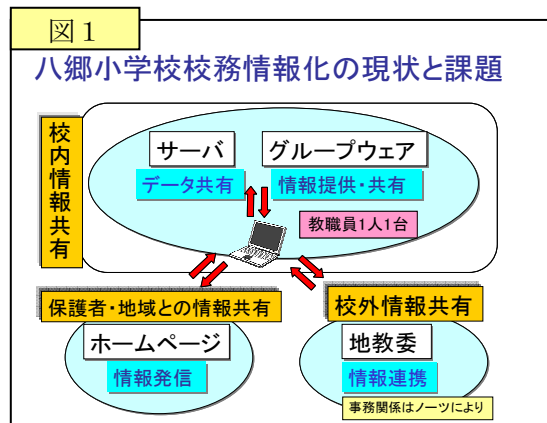 図1
八郷小学校校務情報化の現状と課題
校内情報共有
サーバ
グループウェア
データ共有
情報提供・共有
教職員1人1台
保護者・地域との情報共有
校外情報共有
ホームページ
地教委
情報発信
情報連携
事務関係はノーツにより